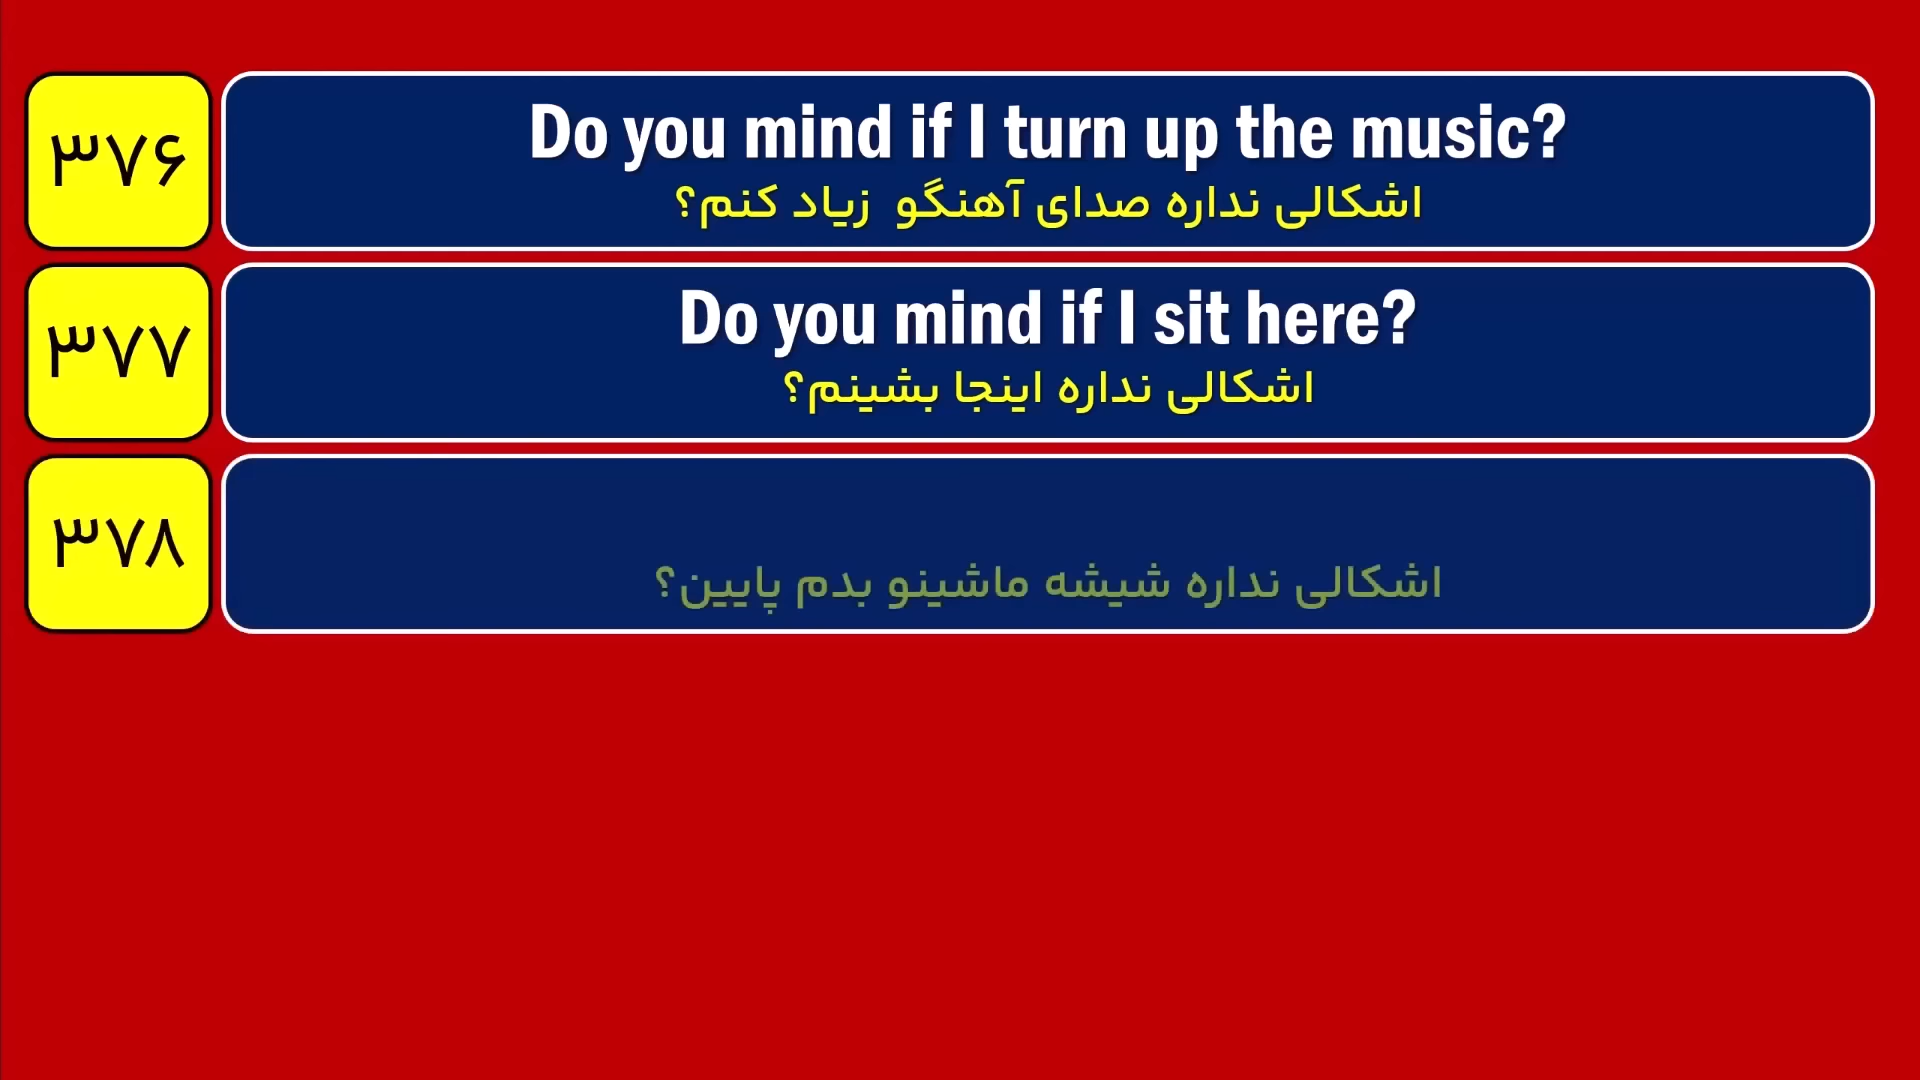 ۳۷۶
Do you mind if I turn up the music?
اشکالی نداره صدای آهنگو زیاد کنم؟
۳۷۷
Do you mind if I sit here?
اشکالی نداره اینجا بشینم؟
۳۷۸
اشکالی نداره شیشه ماشینو بدم پایین؟